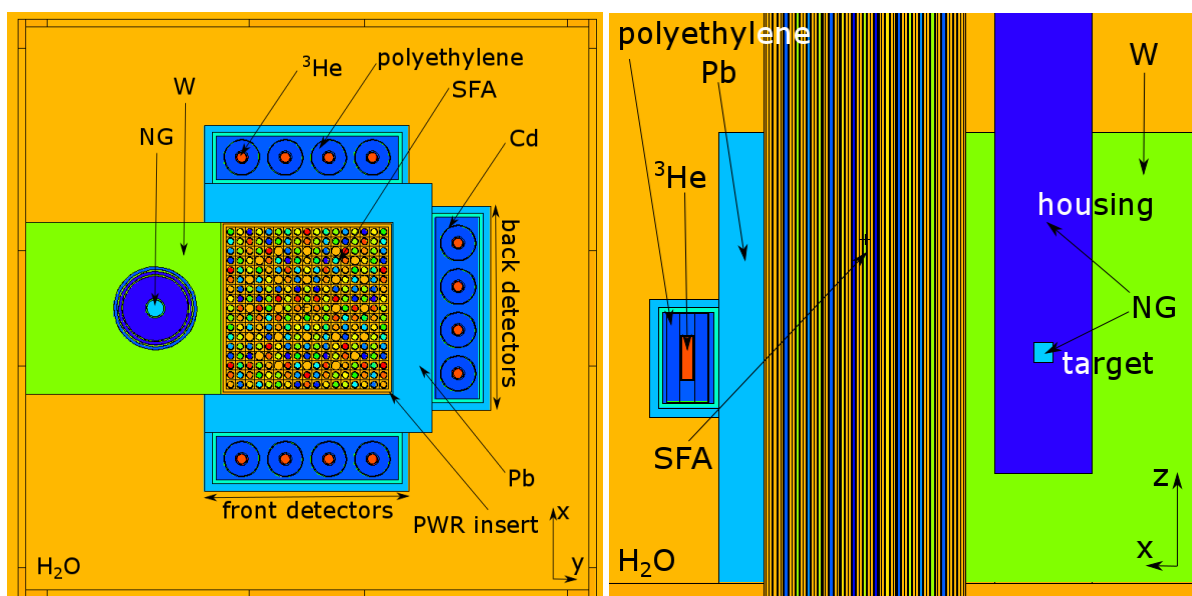 ³He
polyethylene
SFA
W
NG
Cd
back detectors
Pb
front detectors
PWR insert
x
y
H₂O
polyethylene
Pb
W
³He
housing
NG
target
SFA
z
x
H₂O